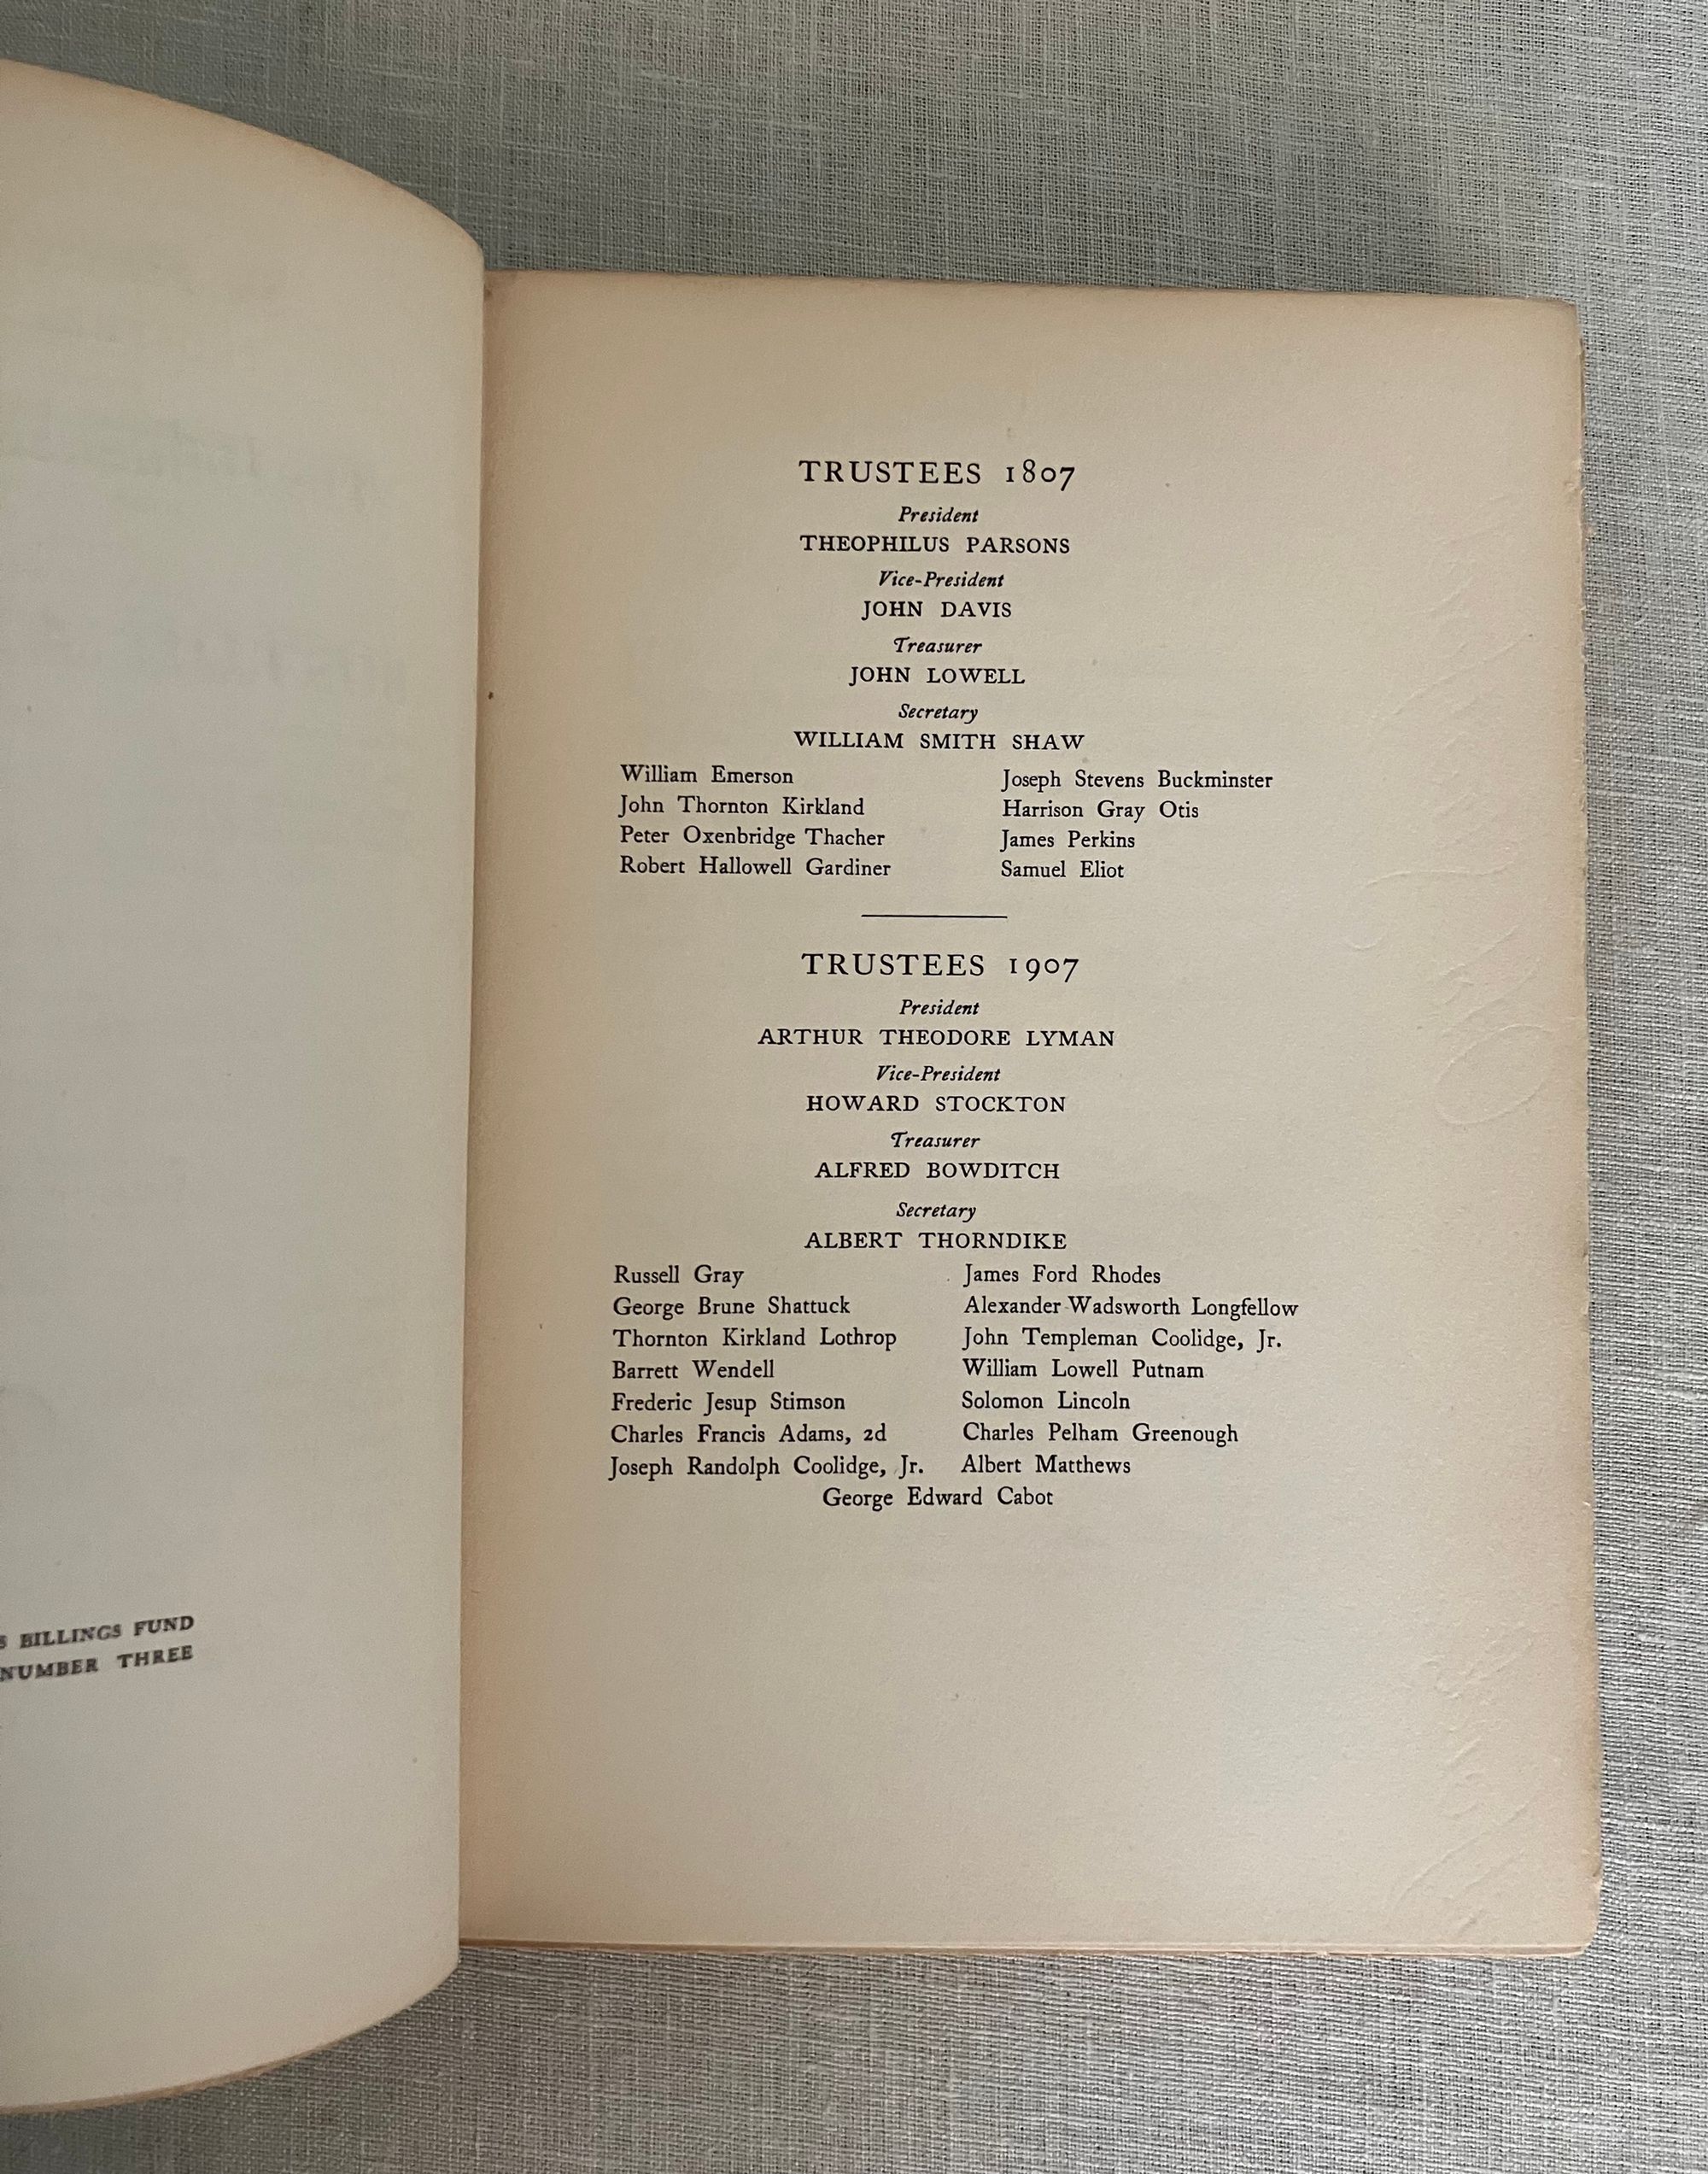 S BILLINGS FUND
NUMBER THREE
TRUSTEES 1807
President
THEOPHILUS PARSONS
Vice-President
JOHN DAVIS
Treasurer
JOHN LOWELL
Secretary
WILLIAM SMITH SHAW
William Emerson Joseph Stevens Buckminster
John Thornton Kirkland Harrison Gray Otis
Peter Oxenbridge Thacher James Perkins
Robert Hallowell Gardiner Samuel Eliot
TRUSTEES 1907
President
ARTHUR THEODORE LYMAN
Vice-President
HOWARD STOCKTON
Treasurer
ALFRED BOWDITCH
Secretary
ALBERT THORNDIKE
Russell Gray James Ford Rhodes
George Brune Shattuck Alexander Wadsworth Longfellow
Thornton Kirkland Lothrop John Templeman Coolidge, Jr.
Barrett Wendell William Lowell Putnam
Frederic Jesup Stimson Solomon Lincoln
Charles Francis Adams, 2d Charles Pelham Greenough
Joseph Randolph Coolidge, Jr. Albert Matthews
George Edward Cabot